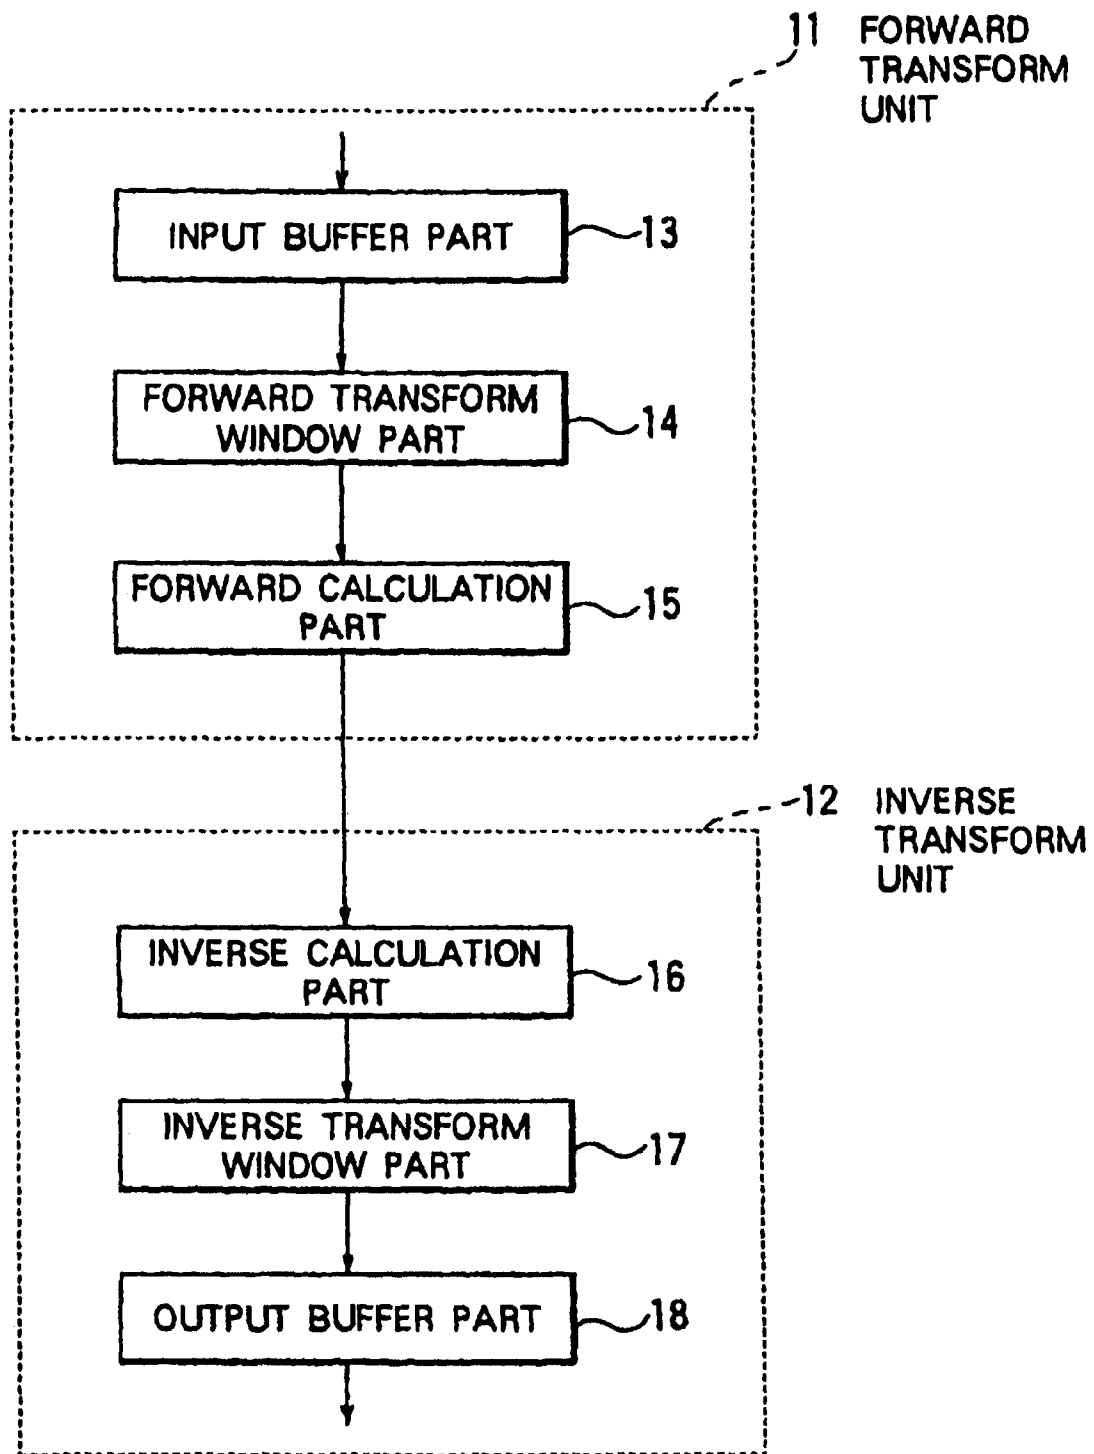 11 FORWARD
TRANSFORM
UNIT
INPUT BUFFER PART
13
FORWARD TRANSFORM
WINDOW PART
14
FORWARD CALCULATION
PART
15
12 INVERSE
TRANSFORM
UNIT
INVERSE CALCULATION
PART
16
INVERSE TRANSFORM
WINDOW PART
17
OUTPUT BUFFER PART
18